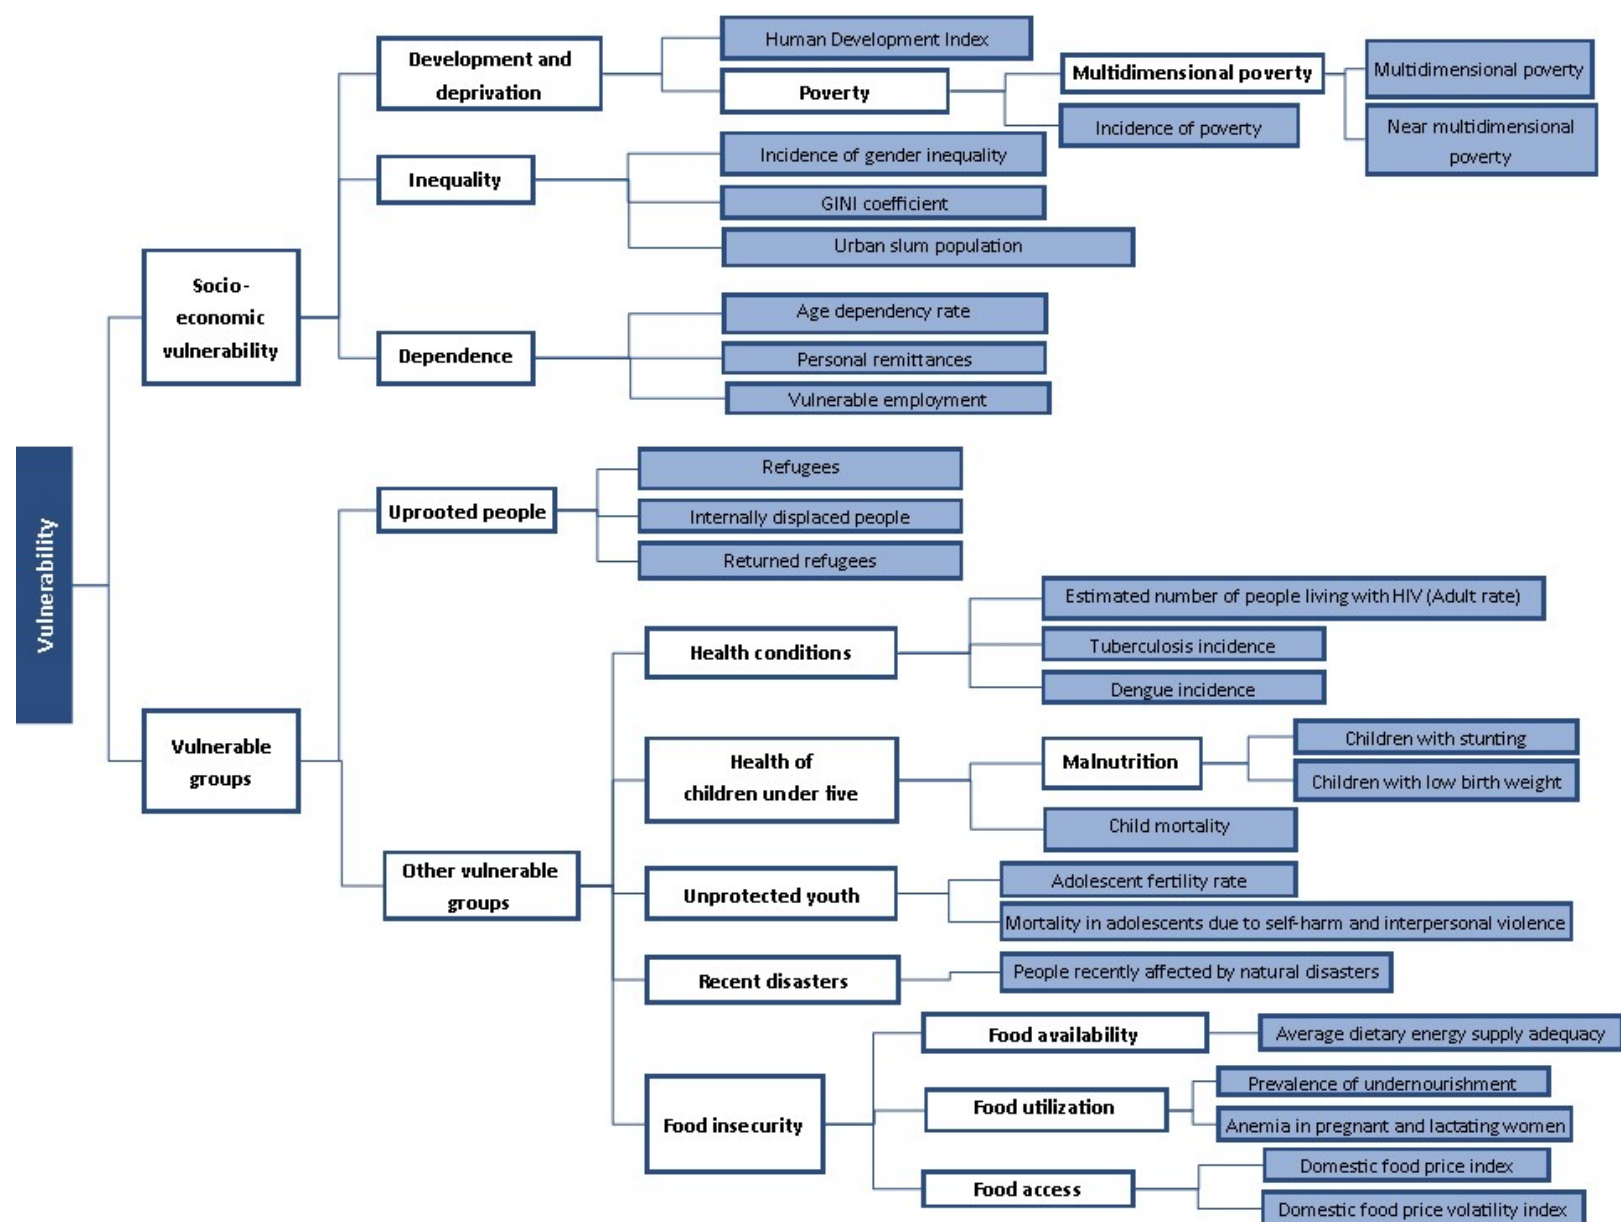 Vulnerability
Socio-
economic
vulnerability
Development and
deprivation
Human Development Index
Poverty
Multidimensional poverty
Multidimensional poverty
Near multidimensional
poverty
Incidence of poverty
Inequality
Incidence of gender inequality
GINI coefficient
Urban slum population
Dependence
Age dependency rate
Personal remittances
Vulnerable employment
Vulnerable
groups
Uprooted people
Refugees
Internally displaced people
Returned refugees
Other vulnerable
groups
Health conditions
Estimated number of people living with HIV (Adult rate)
Tuberculosis incidence
Dengue incidence
Health of
children under five
Malnutrition
Children with stunting
Children with low birth weight
Child mortality
Unprotected youth
Adolescent fertility rate
Mortality in adolescents due to self-harm and interpersonal violence
Recent disasters
People recently affected by natural disasters
Food insecurity
Food availability
Average dietary energy supply adequacy
Food utilization
Prevalence of undernourishment
Anemia in pregnant and lactating women
Food access
Domestic food price index
Domestic food price volatility index